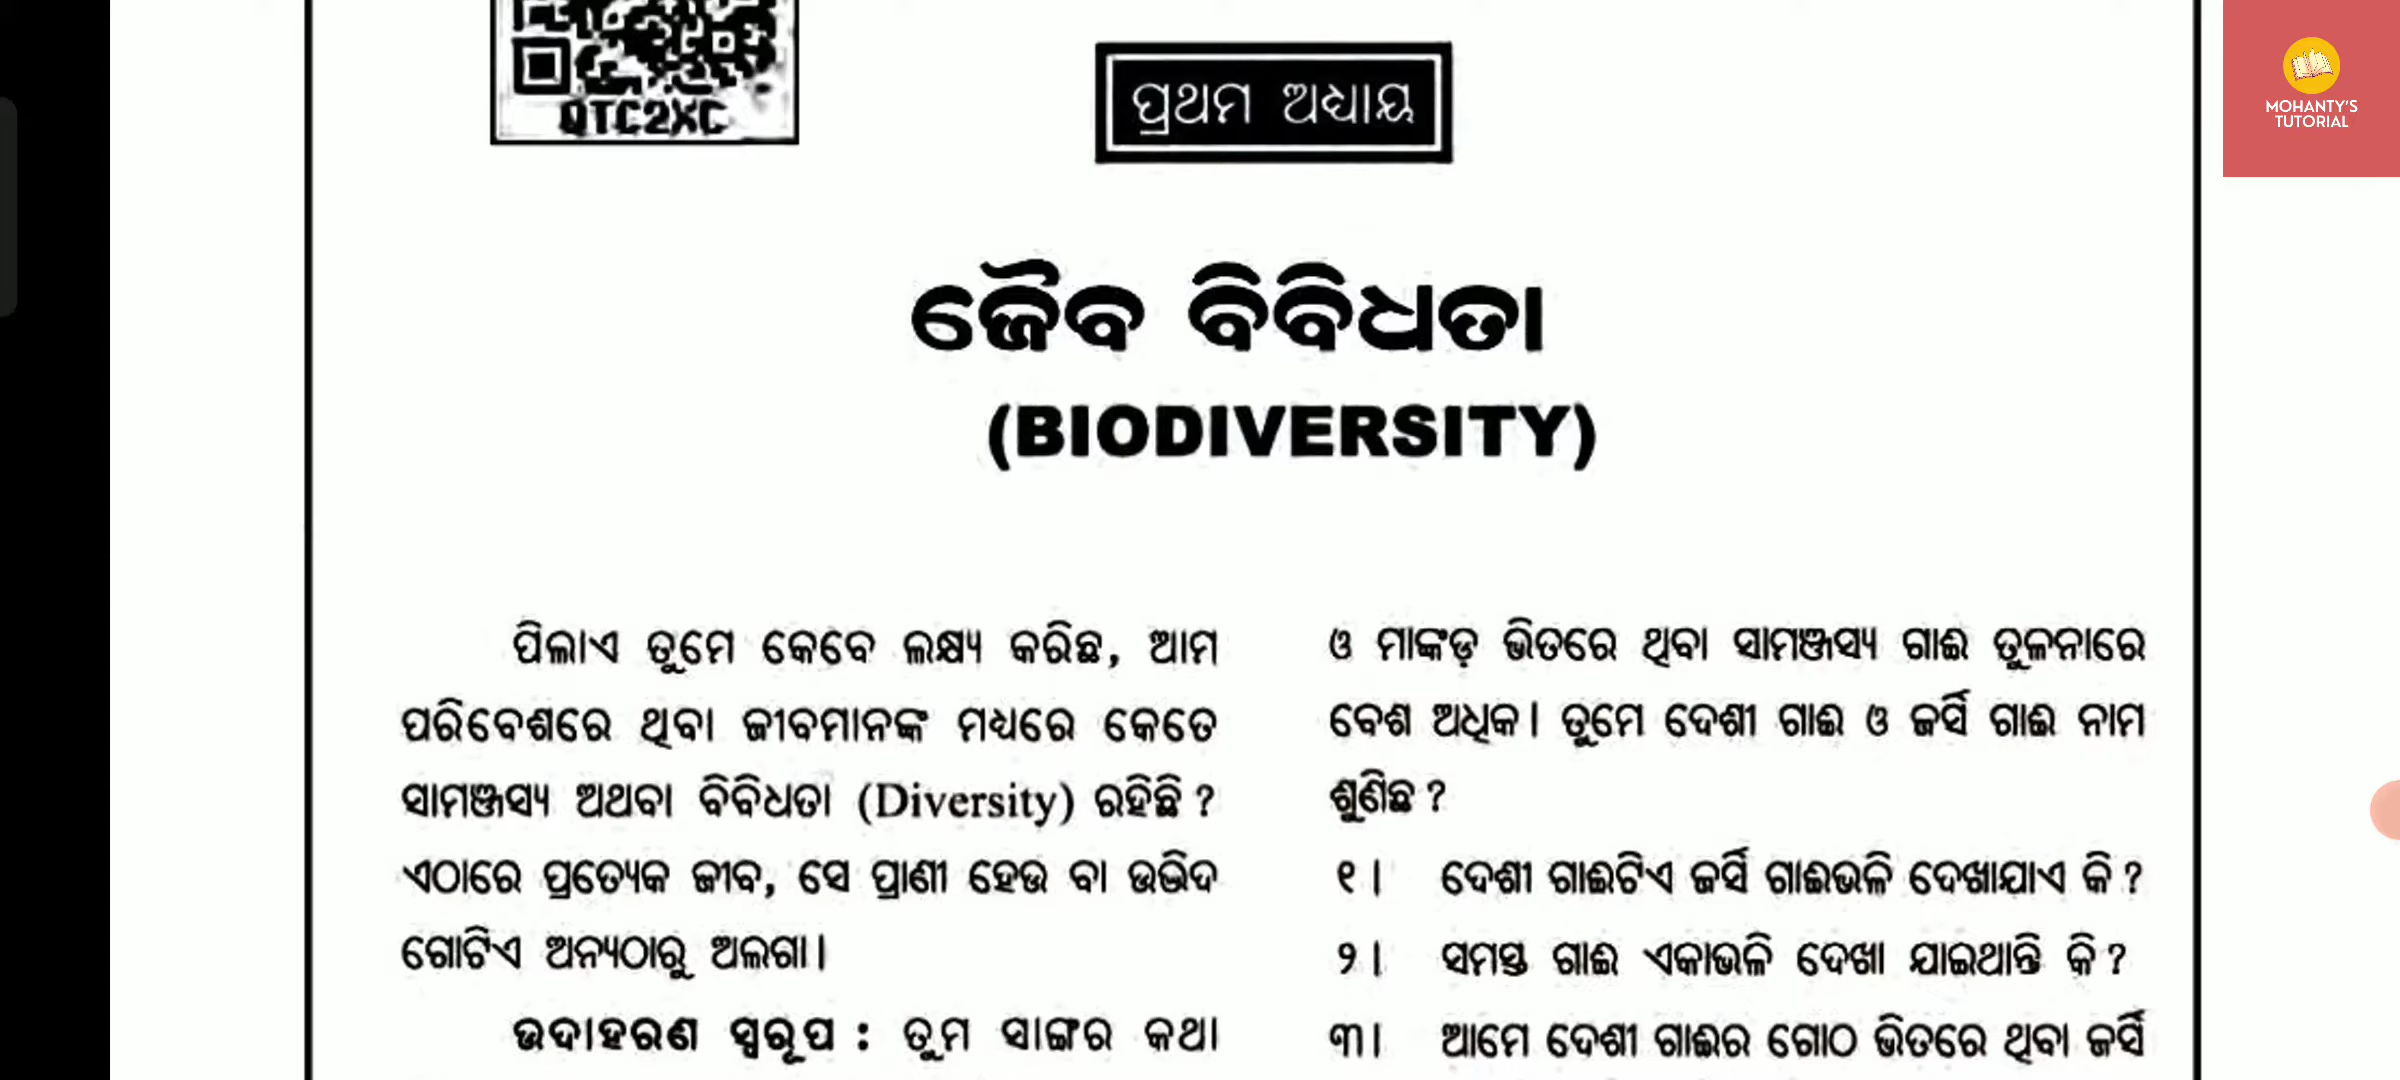 QTC2XC
ପ୍ରଥମ ଅଧ୍ୟାୟ
MOHANTY'S
TUTORIAL
ଜୈବ ବିବିଧତା
(BIODIVERSITY)
ପିଲାଏ ତୁମେ କେବେ ଲକ୍ଷ୍ୟ କରିଛ, ଆମ
ପରିବେଶରେ ଥିବା ଜୀବମାନଙ୍କ ମଧ୍ୟରେ କେତେ
ସାମଞ୍ଜସ୍ୟ ଅଥବା ବିବିଧତା (Diversity) ରହିଛି ?
ଏଠାରେ ପ୍ରତ୍ୟେକ ଜୀବ, ସେ ପ୍ରାଣୀ ହେଉ ବା ଉଦ୍ଭିଦ
ଗୋଟିଏ ଅନ୍ୟଠାରୁ ଅଲଗା।
ଉଦାହରଣ ସ୍ୱରୂପ : ତୁମ ସାଙ୍ଗର କଥା
ଓ ମାଙ୍କଡ଼ ଭିତରେ ଥିବା ସାମଞ୍ଜସ୍ୟ ଗାଈ ତୁଳନାରେ
ବେଶ ଅଧିକ। ତୁମେ ଦେଶୀ ଗାଈ ଓ ଜର୍ସି ଗାଈ ନାମ
ଶୁଣିଛ ?
୧। ଦେଶୀ ଗାଈଟିଏ ଜର୍ସି ଗାଈଭଳି ଦେଖାଯାଏ କି ?
୨। ସମସ୍ତ ଗାଈ ଏକାଭଳି ଦେଖା ଯାଇଥାନ୍ତି କି ?
୩। ଆମେ ଦେଶୀ ଗାଈର ଗୋଠ ଭିତରେ ଥିବା ଜର୍ସି